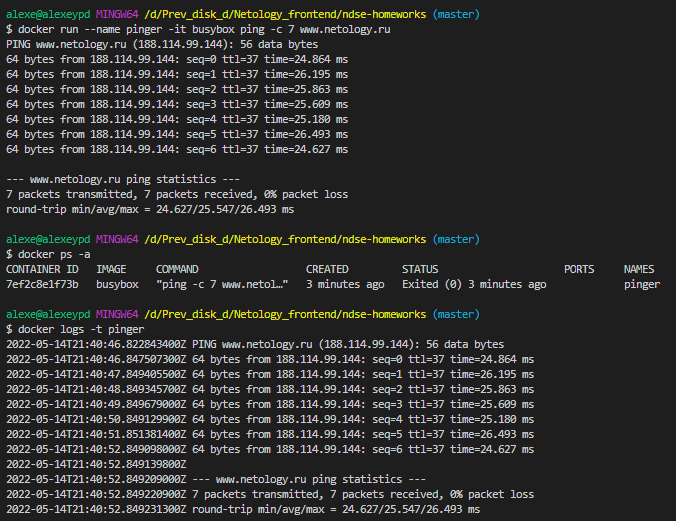 alexe@alexeypd MINGW64 /d/Prev_disk_d/Netology_frontend/ndse-homeworks (master)
$ docker run --name pinger -it busybox ping -c 7 www.netology.ru
PING www.netology.ru (188.114.99.144): 56 data bytes
64 bytes from 188.114.99.144: seq=0 ttl=37 time=24.864 ms
64 bytes from 188.114.99.144: seq=1 ttl=37 time=26.195 ms
64 bytes from 188.114.99.144: seq=2 ttl=37 time=25.863 ms
64 bytes from 188.114.99.144: seq=3 ttl=37 time=25.609 ms
64 bytes from 188.114.99.144: seq=4 ttl=37 time=25.180 ms
64 bytes from 188.114.99.144: seq=5 ttl=37 time=26.493 ms
64 bytes from 188.114.99.144: seq=6 ttl=37 time=24.627 ms

--- www.netology.ru ping statistics ---
7 packets transmitted, 7 packets received, 0% packet loss
round-trip min/avg/max = 24.627/25.547/26.493 ms

alexe@alexeypd MINGW64 /d/Prev_disk_d/Netology_frontend/ndse-homeworks (master)
$ docker ps -a
CONTAINER ID   IMAGE     COMMAND                  CREATED         STATUS                     PORTS     NAMES
7ef2c8e1f73b   busybox   "ping -c 7 www.netol…"   3 minutes ago   Exited (0) 3 minutes ago             pinger

alexe@alexeypd MINGW64 /d/Prev_disk_d/Netology_frontend/ndse-homeworks (master)
$ docker logs -t pinger
2022-05-14T21:40:46.822843400Z PING www.netology.ru (188.114.99.144): 56 data bytes
2022-05-14T21:40:46.847507300Z 64 bytes from 188.114.99.144: seq=0 ttl=37 time=24.864 ms
2022-05-14T21:40:47.849405500Z 64 bytes from 188.114.99.144: seq=1 ttl=37 time=26.195 ms
2022-05-14T21:40:48.849345700Z 64 bytes from 188.114.99.144: seq=2 ttl=37 time=25.863 ms
2022-05-14T21:40:49.849679000Z 64 bytes from 188.114.99.144: seq=3 ttl=37 time=25.609 ms
2022-05-14T21:40:50.849129900Z 64 bytes from 188.114.99.144: seq=4 ttl=37 time=25.180 ms
2022-05-14T21:40:51.851381400Z 64 bytes from 188.114.99.144: seq=5 ttl=37 time=26.493 ms
2022-05-14T21:40:52.849098000Z 64 bytes from 188.114.99.144: seq=6 ttl=37 time=24.627 ms
2022-05-14T21:40:52.849139800Z
2022-05-14T21:40:52.849209000Z --- www.netology.ru ping statistics ---
2022-05-14T21:40:52.849220900Z 7 packets transmitted, 7 packets received, 0% packet loss
2022-05-14T21:40:52.849231300Z round-trip min/avg/max = 24.627/25.547/26.493 ms